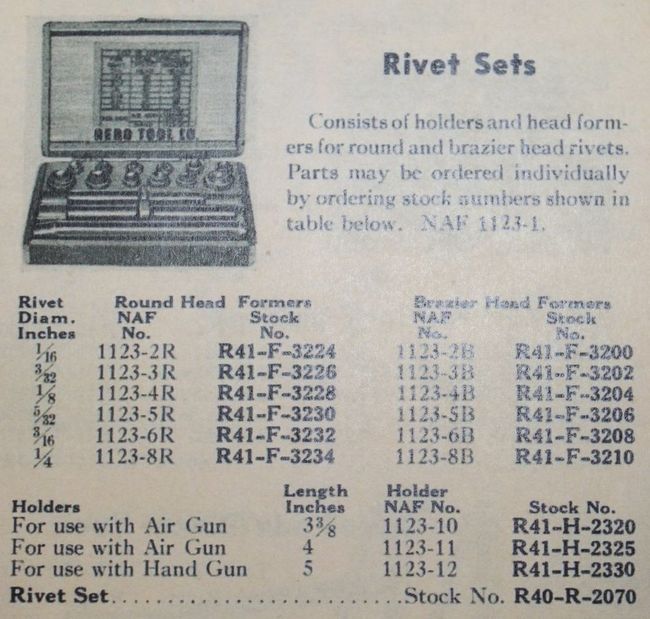 AERO TOOL CO.
Rivet Sets
Consists of holders and head form-
ers for round and brazier head rivets.
Parts may be ordered individually
by ordering stock numbers shown in
table below. NAF 1123-1.
Rivet Round Head Formers Brazier Head Formers
Diam. NAF Stock NAF Stock
Inches No. No. No. No.
1/16 1123-2R R41-F-3224 1123-2B R41-F-3200
3/32 1123-3R R41-F-3226 1123-3B R41-F-3202
1/8 1123-4R R41-F-3228 1123-4B R41-F-3204
5/32 1123-5R R41-F-3230 1123-5B R41-F-3206
3/16 1123-6R R41-F-3232 1123-6B R41-F-3208
1/4 1123-8R R41-F-3234 1123-8B R41-F-3210
Length Holder
Holders Inches NAF No. Stock No.
For use with Air Gun 3 3/8 1123-10 R41-H-2320
For use with Air Gun 4 1123-11 R41-H-2325
For use with Hand Gun 5 1123-12 R41-H-2330
Rivet Set..............................Stock No. R40-R-2070